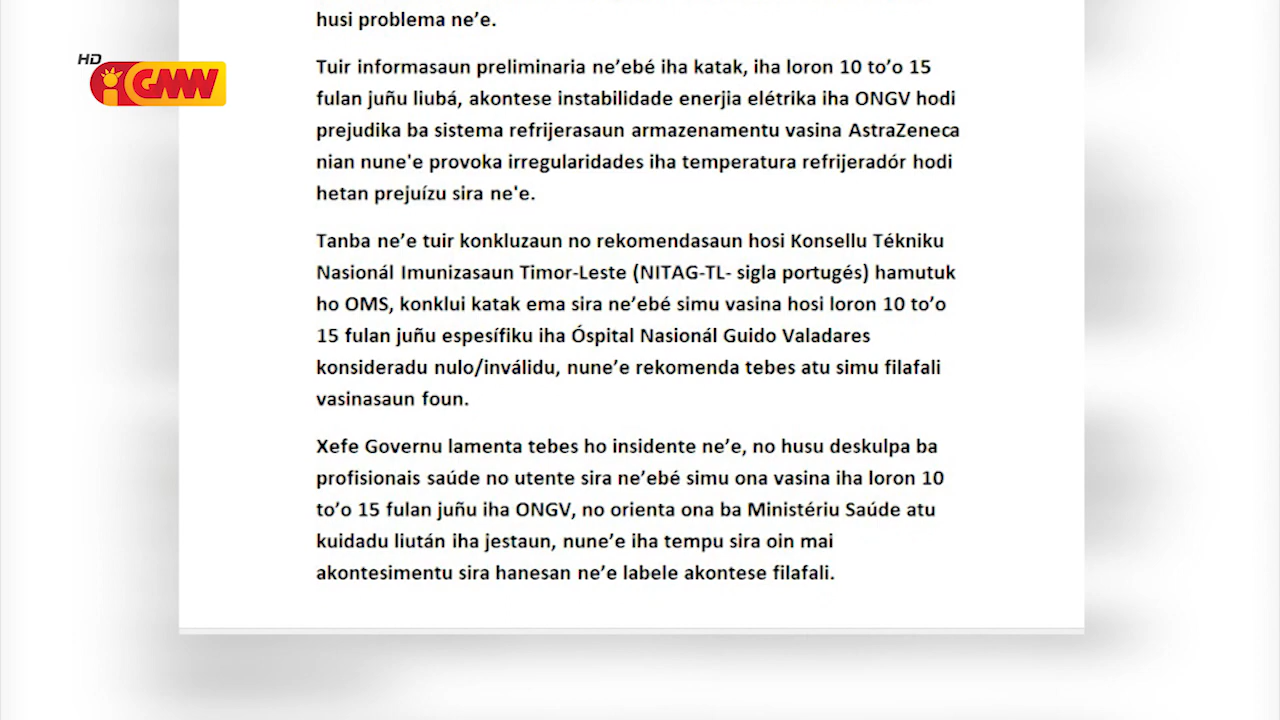 HD
GMN
husi problema ne’e.
Tuir informasaun preliminaria ne’ebé iha katak, iha loron 10 to’o 15
fulan juñu liubá, akontese instabilidade enerjia elétrika iha ONGV hodi
prejudika ba sistema refrijerasaun armazenamentu vasina AstraZeneca
nian nune'e provoka irregularidades iha temperatura refrijeradór hodi
hetan prejuízu sira ne'e.
Tanba ne’e tuir konkluzaun no rekomendasaun hosi Konsellu Tékniku
Nasionál Imunizasaun Timor-Leste (NITAG-TL- sigla portugés) hamutuk
ho OMS, konklui katak ema sira ne’ebé simu vasina hosi loron 10 to’o
15 fulan juñu espesífiku iha Óspital Nasionál Guido Valadares
konsideradu nulo/inválidu, nune’e rekomenda tebes atu simu filafali
vasinasaun foun.
Xefe Governu lamenta tebes ho insidente ne’e, no husu deskulpa ba
profisionais saúde no utente sira ne’ebé simu ona vasina iha loron 10
to’o 15 fulan juñu iha ONGV, no orienta ona ba Ministériu Saúde atu
kuidadu liután iha jestaun, nune’e iha tempu sira oin mai
akontesimentu sira hanesan ne’e labele akontese filafali.